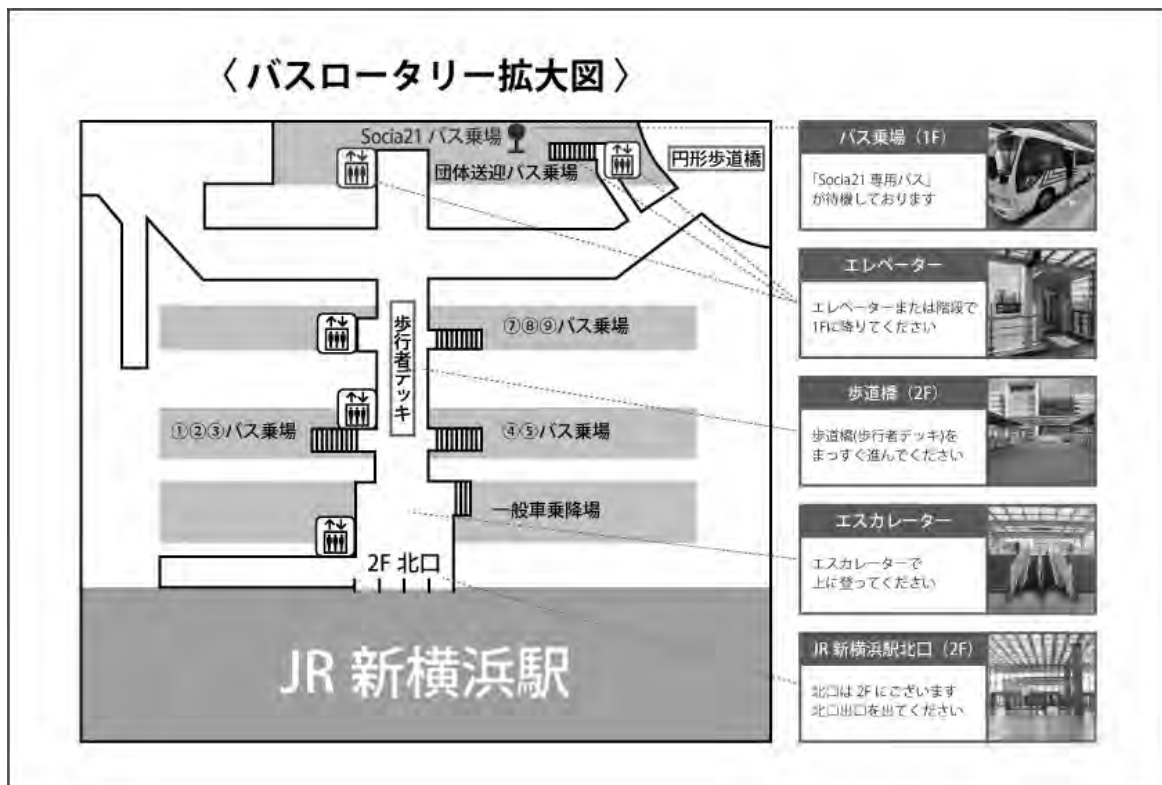 〈 バスロータリー拡大図 〉
Socia21 バス乗場
団体送迎バス乗場
円形歩道橋
歩行者デッキ
⑦⑧⑨バス乗場
①②③バス乗場
④⑤バス乗場
一般車乗降場
2F 北口
JR 新横浜駅
バス乗場（1F）
「Socia21 専用バス」
が待機しております
エレベーター
エレベーターまたは階段で
1Fに降りてください
歩道橋（2F）
歩道橋(歩行者デッキ)を
まっすぐ進んでください
エスカレーター
エスカレーターで
上に登ってください
JR 新横浜駅北口（2F）
北口は 2F にございます
北口出口を出てください